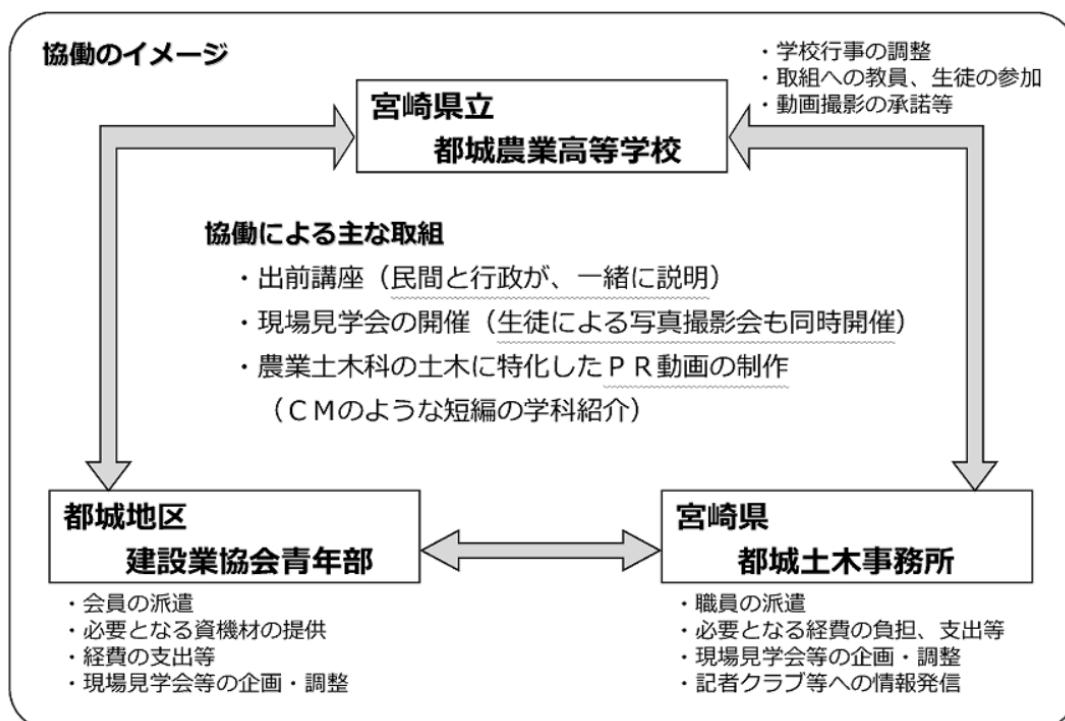 協働のイメージ
・学校行事の調整
・取組への教員、生徒の参加
・動画撮影の承諾等
宮崎県立
都城農業高等学校
協働による主な取組
・出前講座（民間と行政が、一緒に説明）
・現場見学会の開催（生徒による写真撮影会も同時開催）
・農業土木科の土木に特化したＰＲ動画の制作
（ＣＭのような短編の学科紹介）
都城地区
建設業協会青年部
・会員の派遣
・必要となる資機材の提供
・経費の支出等
・現場見学会等の企画・調整
宮崎県
都城土木事務所
・職員の派遣
・必要となる経費の負担、支出等
・現場見学会等の企画・調整
・記者クラブ等への情報発信